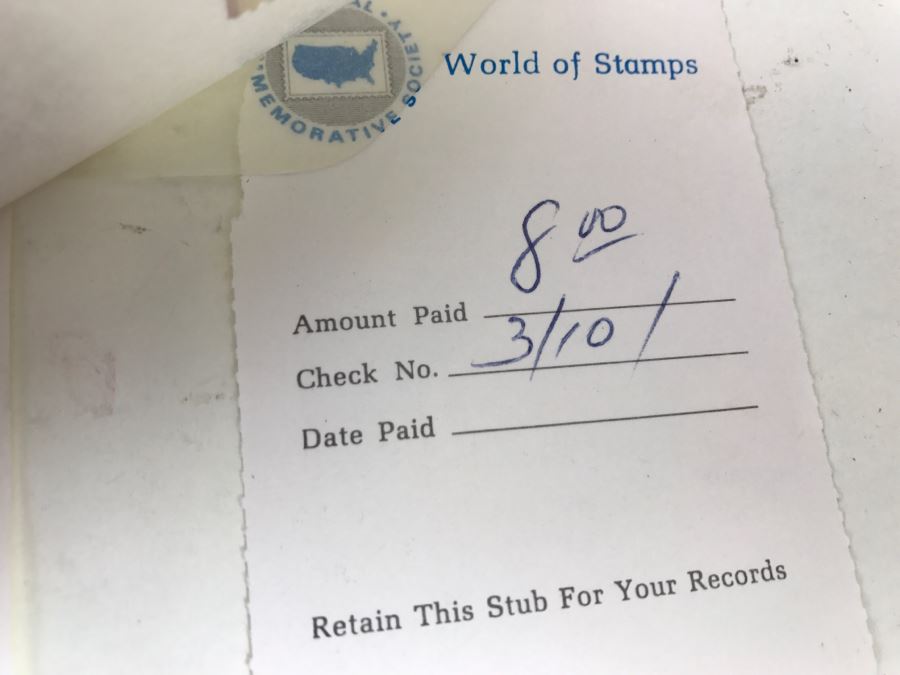 MEMORATIVE SOCIETY
World of Stamps
8 00
Amount Paid
3/10/
Check No.
Date Paid
Retain This Stub For Your Records